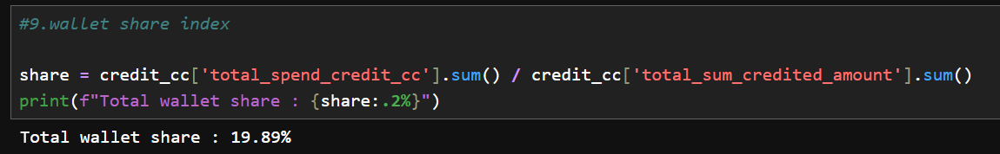 #9.wallet share index
share = credit_cc['total_spend_credit_cc'].sum() / credit_cc['total_sum_credited_amount'].sum()
print(f"Total wallet share : {share:.2%}")
Total wallet share : 19.89%